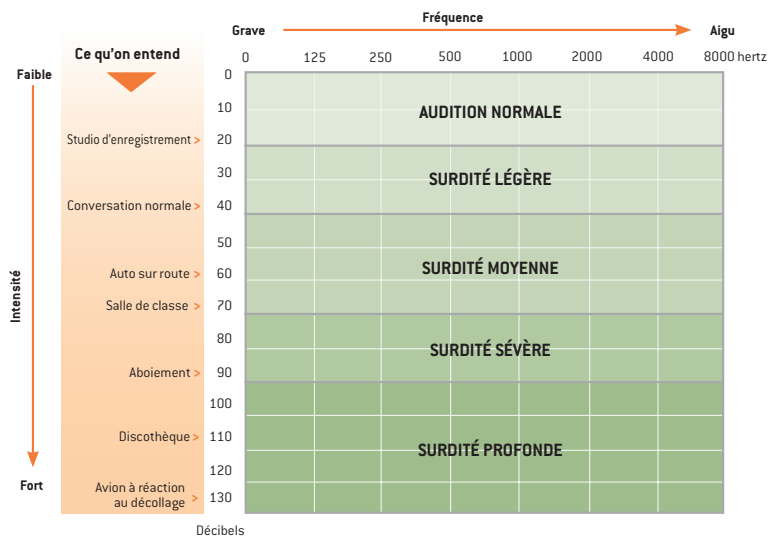 Fréquence
Grave
Aigu
Ce qu'on entend
0 125 250 500 1000 2000 4000 8000 hertz
Faible
0
10
AUDITION NORMALE
Studio d'enregistrement > 20
30
SURDITÉ LÉGÈRE
Conversation normale > 40
50
Intensité
Auto sur route > 60
SURDITÉ MOYENNE
Salle de classe > 70
80
SURDITÉ SÉVÈRE
Aboiement > 90
100
Discothèque > 110
SURDITÉ PROFONDE
120
Fort
Avion à réaction
au décollage > 130
Décibels